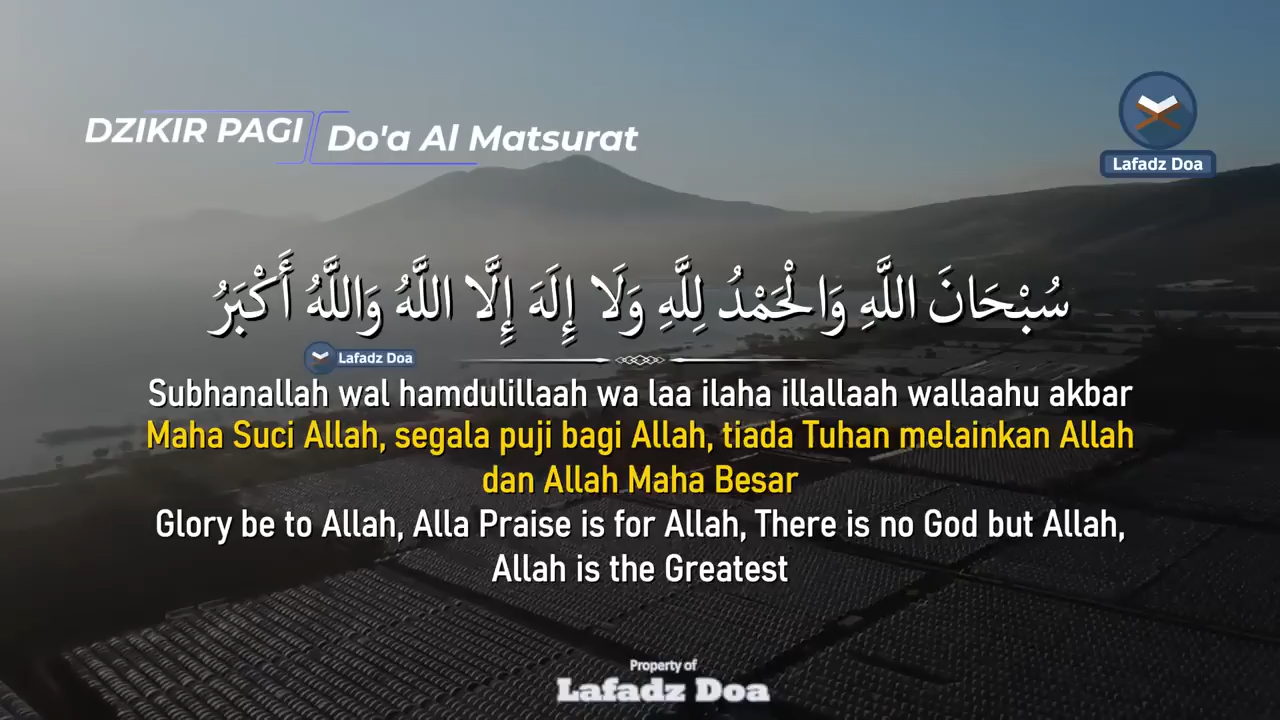 DZIKIR PAGI
Do'a Al Matsurat
Lafadz Doa
سُبْحَانَ اللَّهِ وَالْحَمْدُ لِلَّهِ وَلَا إِلَهَ إِلَّا اللَّهُ وَاللَّهُ أَكْبَرُ
Lafadz Doa
Subhanallah wal hamdulillaah wa laa ilaha illallaah wallaahu akbar
Maha Suci Allah, segala puji bagi Allah, tiada Tuhan melainkan Allah
dan Allah Maha Besar
Glory be to Allah, Alla Praise is for Allah, There is no God but Allah,
Allah is the Greatest
Property of
Lafadz Doa